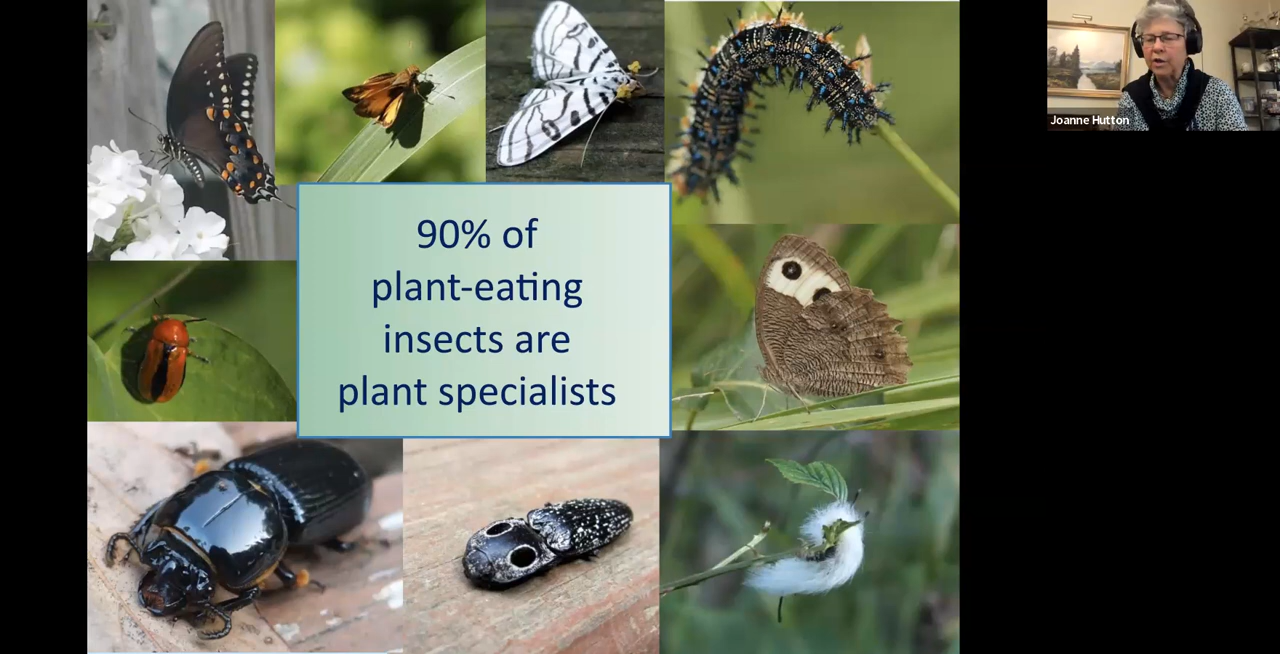 Joanne Hutton
90% of
plant-eating
insects are
plant specialists